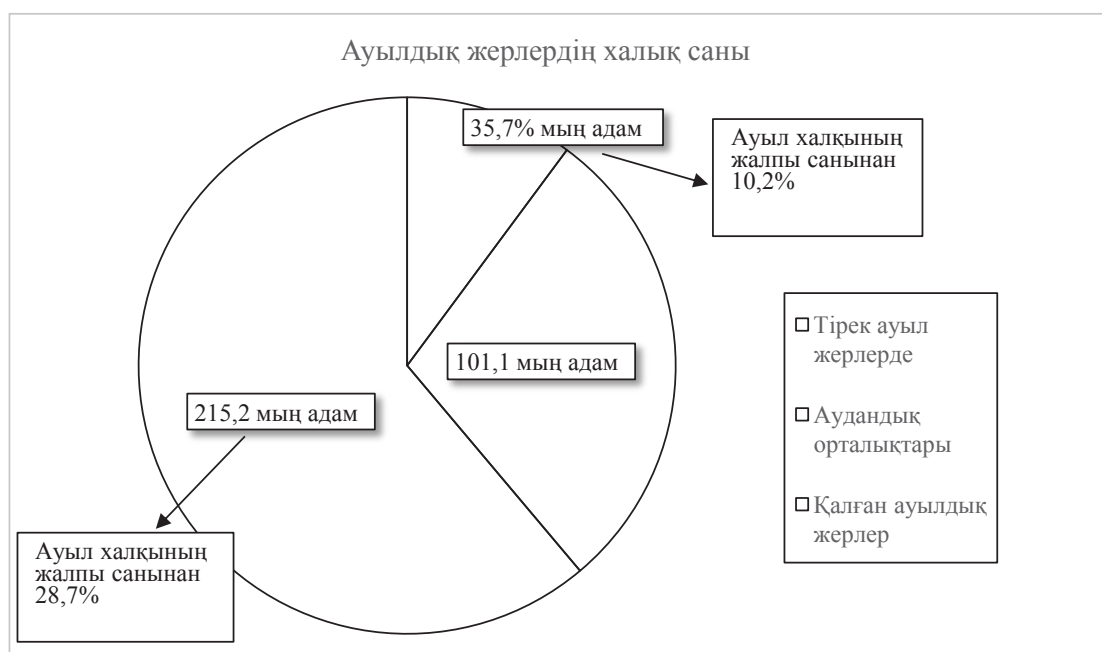 Ауылдық жерлердің халық саны
35,7% мың адам
Ауыл халқының
жалпы санынан
10,2%
101,1 мың адам
215,2 мың адам
Ауыл халқының
жалпы санынан
28,7%
Тірек ауыл
жерлерде
Аудандық
орталықтары
Қалған ауылдық
жерлер